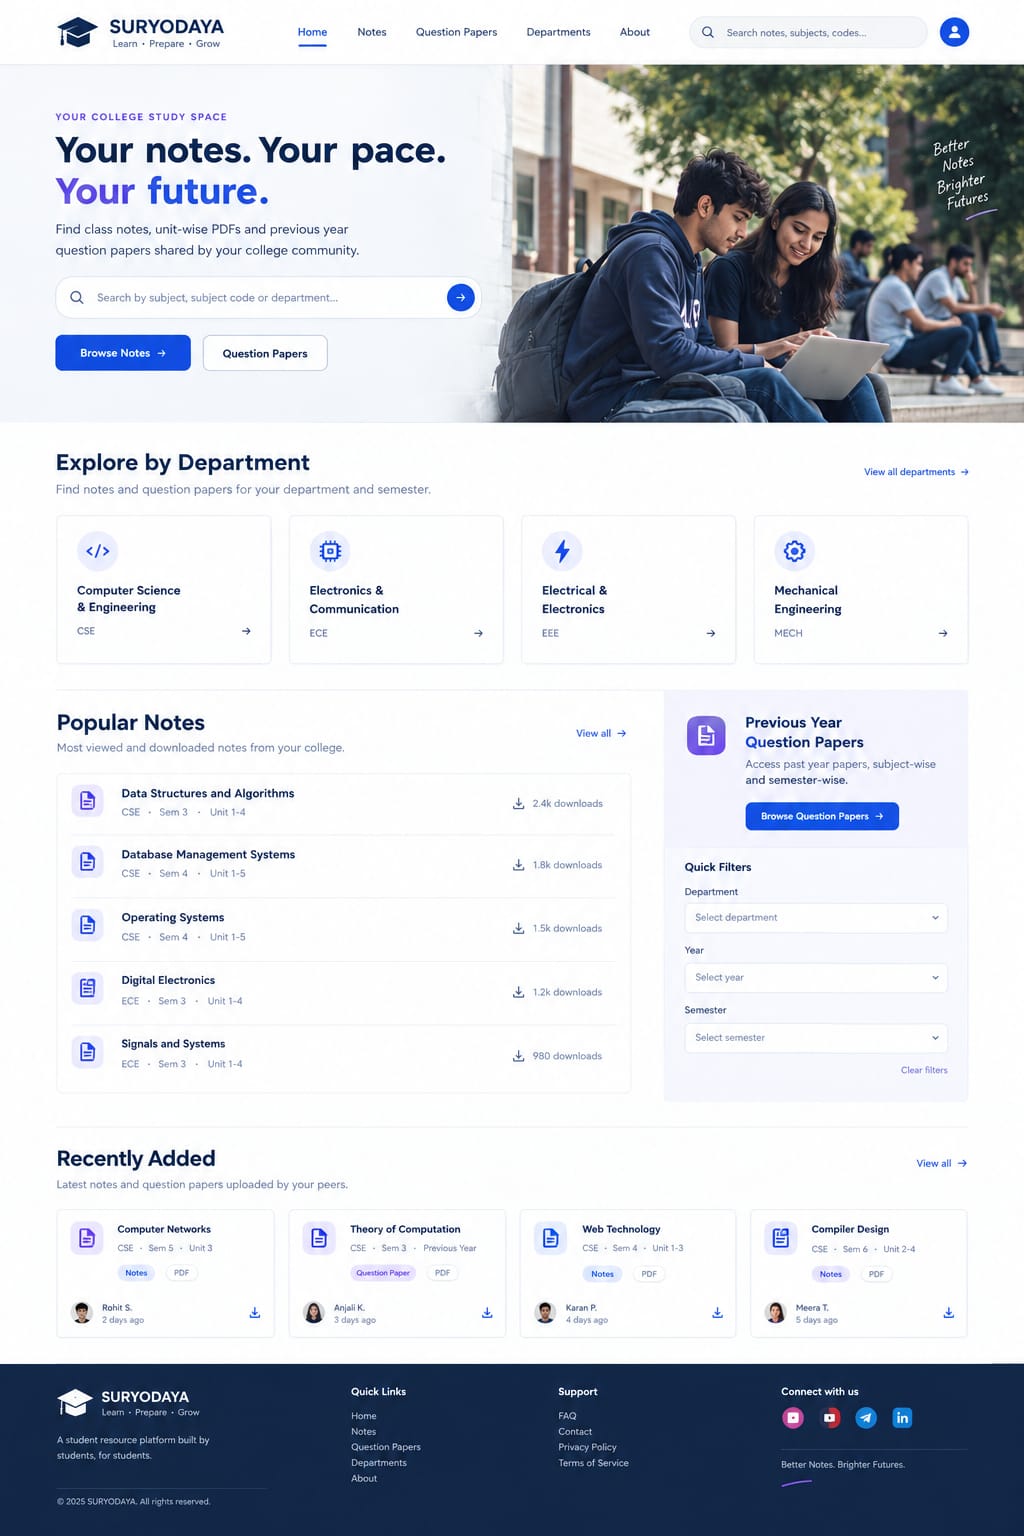 SURYODAYA
Learn • Prepare • Grow
Home
Notes
Question Papers
Departments
About
Search notes, subjects, codes...
YOUR COLLEGE STUDY SPACE
Your notes. Your pace.
Your future.
Find class notes, unit-wise PDFs and previous year
question papers shared by your college community.
Search by subject, subject code or department...
Browse Notes →
Question Papers
Better
Notes
Brighter
Futures
Explore by Department
Find notes and question papers for your department and semester.
View all departments →
</>
Computer Science
& Engineering
CSE →
Electronics &
Communication
ECE →
Electrical &
Electronics
EEE →
Mechanical
Engineering
MECH →
Popular Notes
Most viewed and downloaded notes from your college.
View all →
Data Structures and Algorithms
CSE • Sem 3 • Unit 1-4
2.4k downloads
Database Management Systems
CSE • Sem 4 • Unit 1-5
1.8k downloads
Operating Systems
CSE • Sem 4 • Unit 1-5
1.5k downloads
Digital Electronics
ECE • Sem 3 • Unit 1-4
1.2k downloads
Signals and Systems
ECE • Sem 3 • Unit 1-4
980 downloads
Previous Year
Question Papers
Access past year papers, subject-wise
and semester-wise.
Browse Question Papers →
Quick Filters
Department
Select department
Year
Select year
Semester
Select semester
Clear filters
Recently Added
Latest notes and question papers uploaded by your peers.
View all →
Computer Networks
CSE • Sem 5 • Unit 3
Notes PDF
Rohit S.
2 days ago
Theory of Computation
CSE • Sem 3 • Previous Year
Question Paper PDF
Anjali K.
3 days ago
Web Technology
CSE • Sem 4 • Unit 1-3
Notes PDF
Karan P.
4 days ago
Compiler Design
CSE • Sem 6 • Unit 2-4
Notes PDF
Meera T.
5 days ago
SURYODAYA
Learn • Prepare • Grow
A student resource platform built by
students, for students.
© 2025 SURYODAYA. All rights reserved.
Quick Links
Home
Notes
Question Papers
Departments
About
Support
FAQ
Contact
Privacy Policy
Terms of Service
Connect with us
in
Better Notes. Brighter Futures.